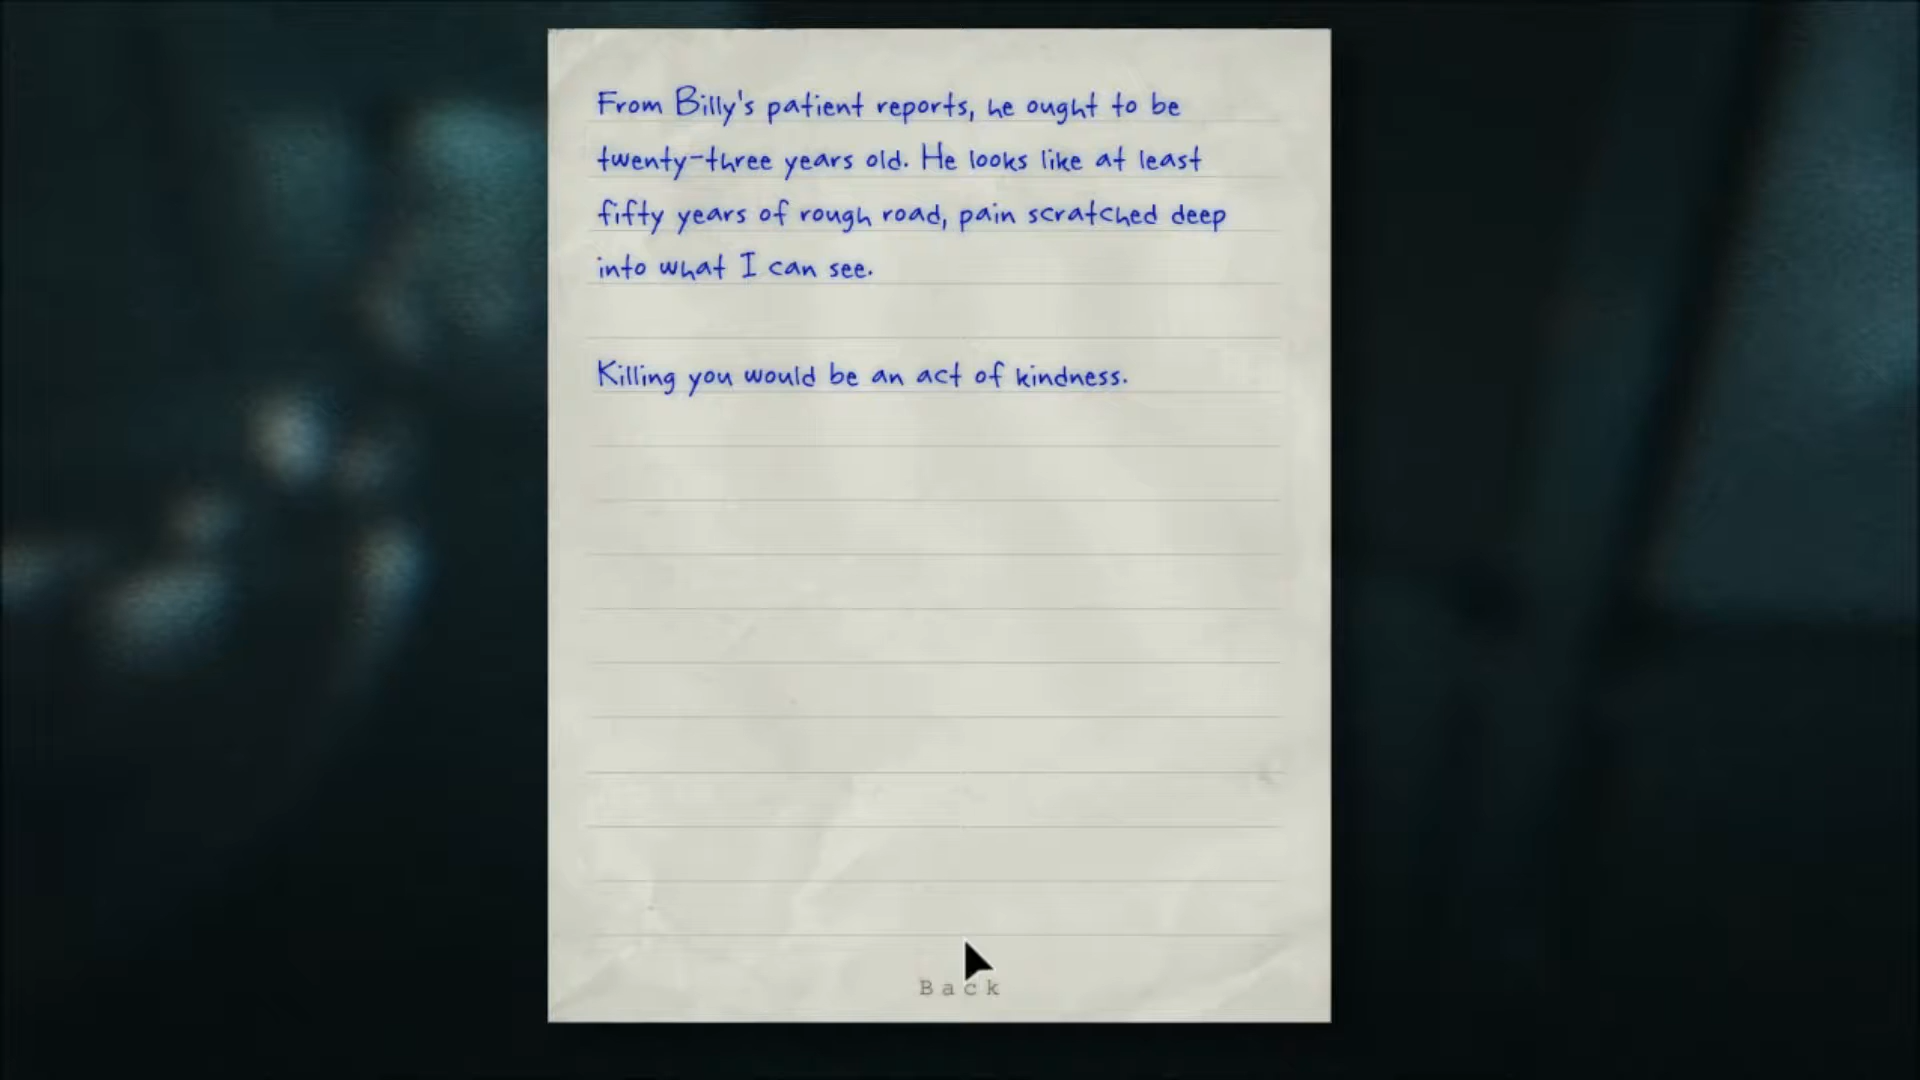 From Billy's patient reports, he ought to be
twenty-three years old. He looks like at least
fifty years of rough road, pain scratched deep
into what I can see.
Killing you would be an act of kindness.
Back